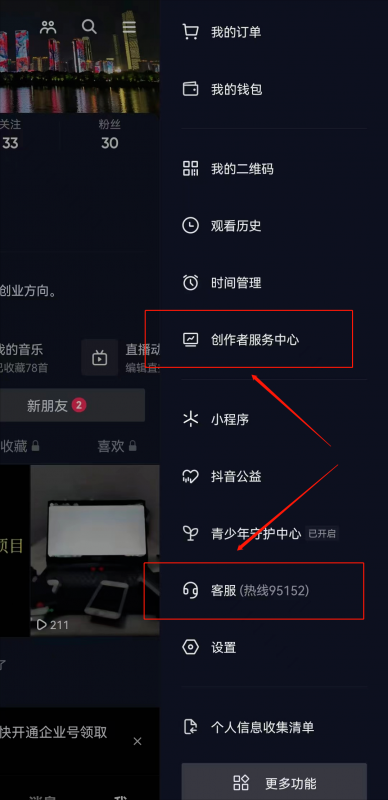 我的订单
我的钱包
关注
33
粉丝
30
我的二维码
观看历史
时间管理
创业方向。
我的音乐
已收藏78首
直播动
编辑直
创作者服务中心
新朋友 2
收藏
喜欢
小程序
抖音公益
青少年守护中心 已开启
项目
客服 (热线95152)
211
设置
了
快开通企业号领取
个人信息收集清单
更多功能
消息
我